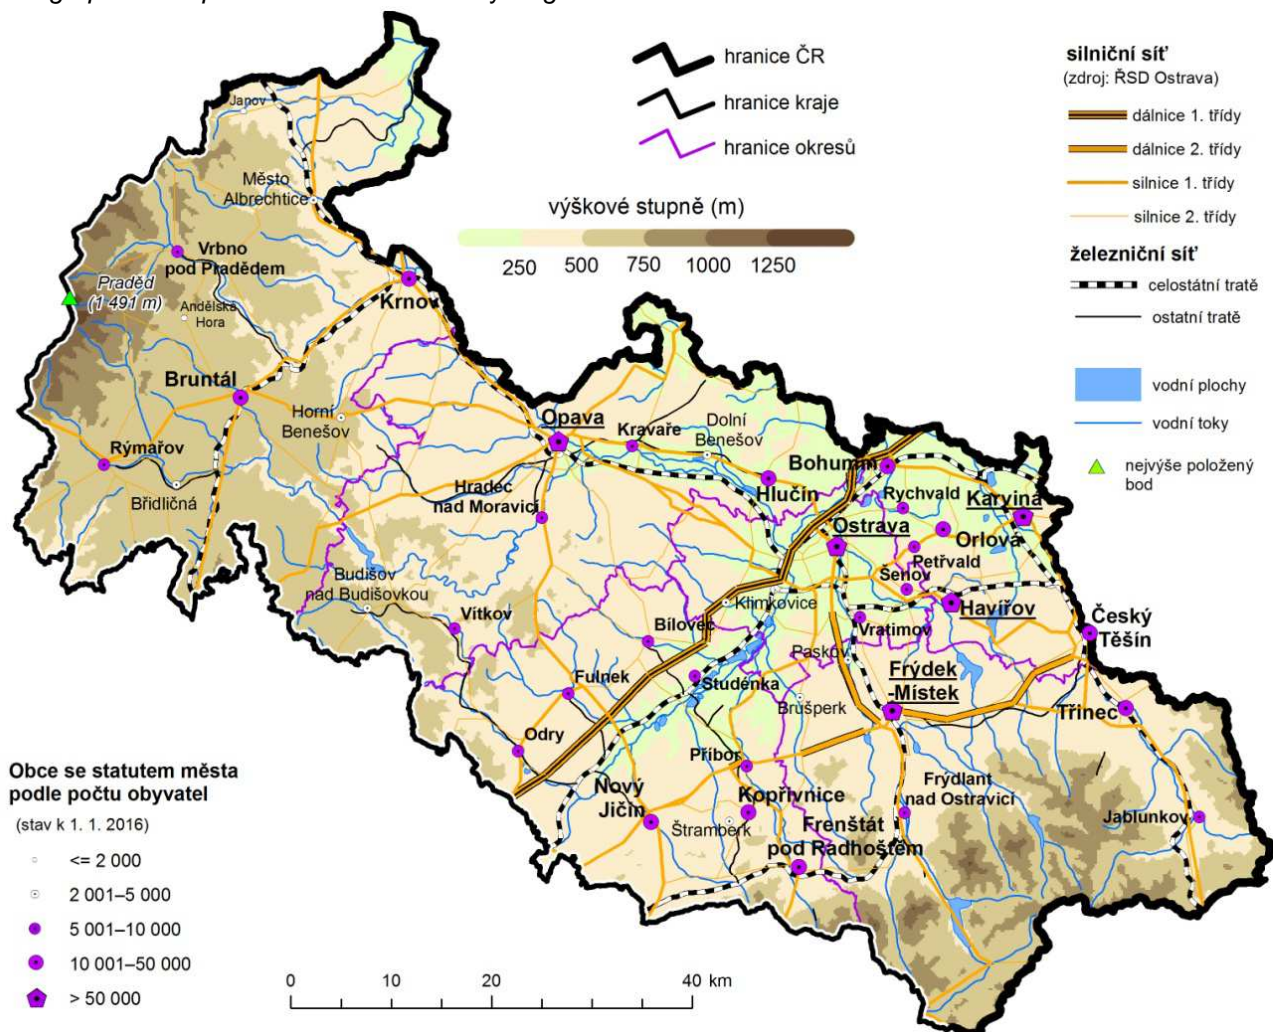 hranice ČR
hranice kraje
hranice okresů
výškové stupně (m)
250 500 750 1000 1250
silniční síť
(zdroj: ŘSD Ostrava)
dálnice 1. třídy
dálnice 2. třídy
silnice 1. třídy
silnice 2. třídy
železniční síť
celostátní tratě
ostatní tratě
vodní plochy
vodní toky
nejvýše položený
bod
Janov
Město
Albrechtice
Vrbno
pod Pradědem
Praděd
(1 491 m)
Andělská
Hora
Krnov
Bruntál
Horní
Benešov
Rýmařov
Břidličná
Opava
Kravaře
Dolní
Benešov
Hlučín
Bohumín
Rychvald
Karviná
Hradec
nad Moravicí
Ostrava
Orlová
Petřvald
Šenov
Havířov
Budišov
nad Budišovkou
Vítkov
Klimkovice
Bílovec
Vratimov
Český
Těšín
Paskov
Studénka
Fulnek
Brušperk
Frýdek
-Místek
Třinec
Odry
Příbor
Nový
Jičín
Kopřivnice
Štramberk
Frýdlant
nad Ostravicí
Frenštát
pod Radhoštěm
Jablunkov
Obce se statutem města
podle počtu obyvatel
(stav k 1. 1. 2016)
<= 2 000
2 001–5 000
5 001–10 000
10 001–50 000
> 50 000
0 10 20 40 km